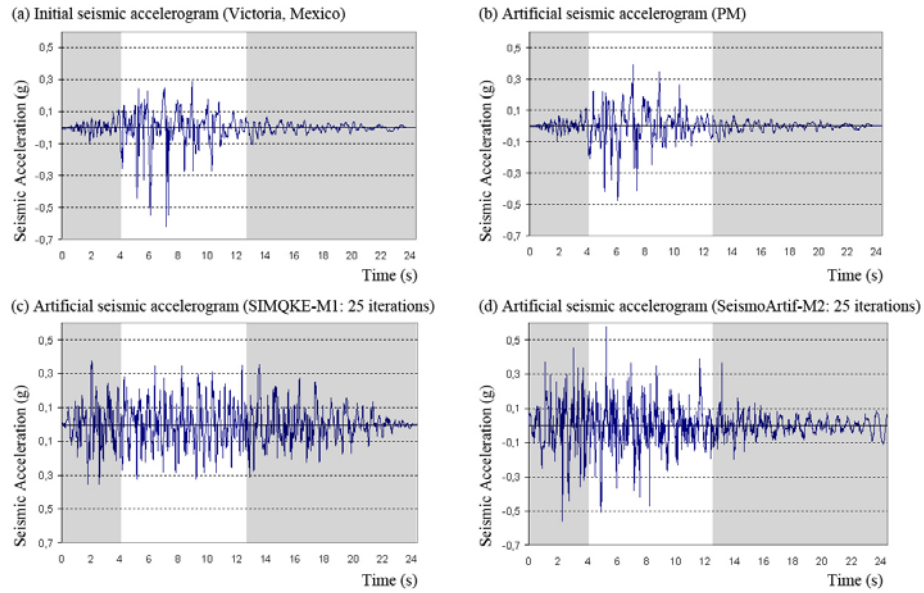 (a) Initial seismic accelerogram (Victoria, Mexico)
Seismic Acceleration (g)
0,5
0,3
0,1
-0,1
-0,3
-0,5
-0,7
0 2 4 6 8 10 12 14 16 18 20 22 24
Time (s)
(b) Artificial seismic accelerogram (PM)
Seismic Acceleration (g)
0,5
0,3
0,1
-0,1
-0,3
-0,5
-0,7
0 2 4 6 8 10 12 14 16 18 20 22 24
Time (s)
(c) Artificial seismic accelerogram (SIMQKE-M1: 25 iterations)
Seismic Acceleration (g)
0,5
0,3
0,1
0,1
0,3
0,5
0,7
0 2 4 6 8 10 12 14 16 18 20 22 24
Time (s)
(d) Artificial seismic accelerogram (SeismoArtif-M2: 25 iterations)
Seismic Acceleration (g)
0,5
0,3
0,1
-0,1
-0,3
-0,5
-0,7
0 2 4 6 8 10 12 14 16 18 20 22 24
Time (s)